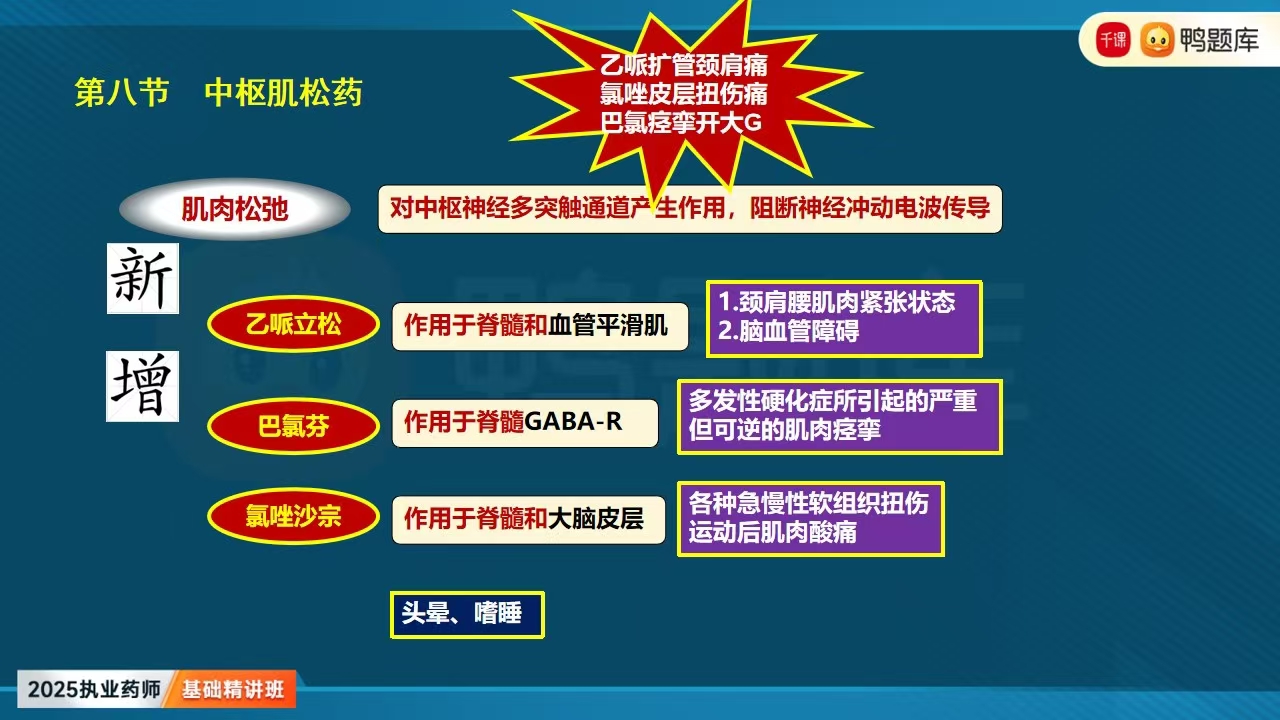 千课 鸭题库
第八节 中枢肌松药
乙哌扩管颈肩痛
氯唑皮层扭伤痛
巴氯痉挛开大G
肌肉松弛
对中枢神经多突触通道产生作用，阻断神经冲动电波传导
新
增
乙哌立松
作用于脊髓和血管平滑肌
1.颈肩腰肌肉紧张状态
2.脑血管障碍
巴氯芬
作用于脊髓GABA-R
多发性硬化症所引起的严重
但可逆的肌肉痉挛
氯唑沙宗
作用于脊髓和大脑皮层
各种急慢性软组织扭伤
运动后肌肉酸痛
头晕、嗜睡
2025执业药师 基础精讲班